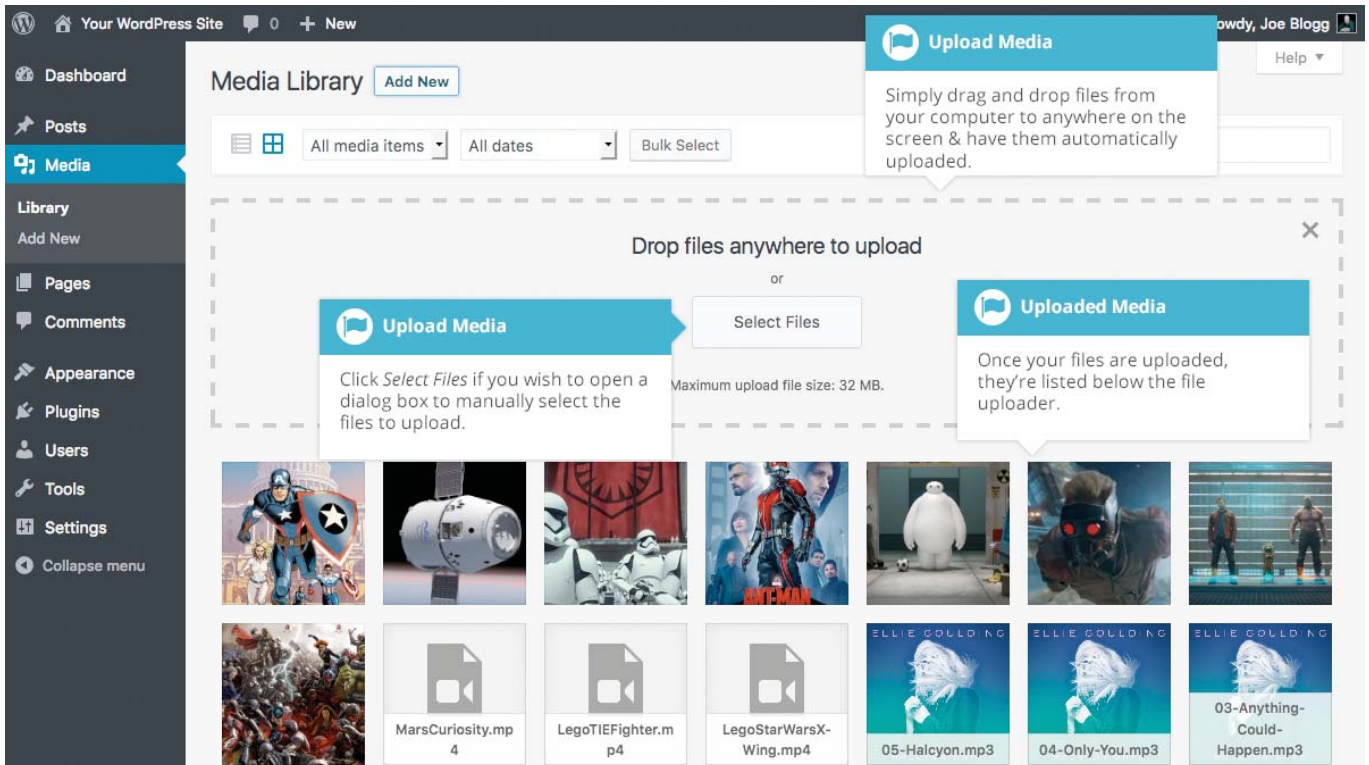 Your WordPress Site 0 + New
owdy, Joe Blogg
Help
Dashboard
Posts
Media
Library
Add New
Pages
Comments
Appearance
Plugins
Users
Tools
Settings
Collapse menu
Media Library Add New
All media items All dates Bulk Select
Upload Media
Simply drag and drop files from
your computer to anywhere on the
screen & have them automatically
uploaded.
Drop files anywhere to upload
or
Select Files
Maximum upload file size: 32 MB.
Upload Media
Click Select Files if you wish to open a
dialog box to manually select the
files to upload.
Uploaded Media
Once your files are uploaded,
they're listed below the file
uploader.
ANT-MAN
MarsCuriosity.mp
4
LegoTIEFighter.m
p4
LegoStarWarsX-
Wing.mp4
ELLIE GOULDING
05-Halcyon.mp3
ELLIE GOULDING
04-Only-You.mp3
ELLIE GOULDING
03-Anything-
Could-
Happen.mp3